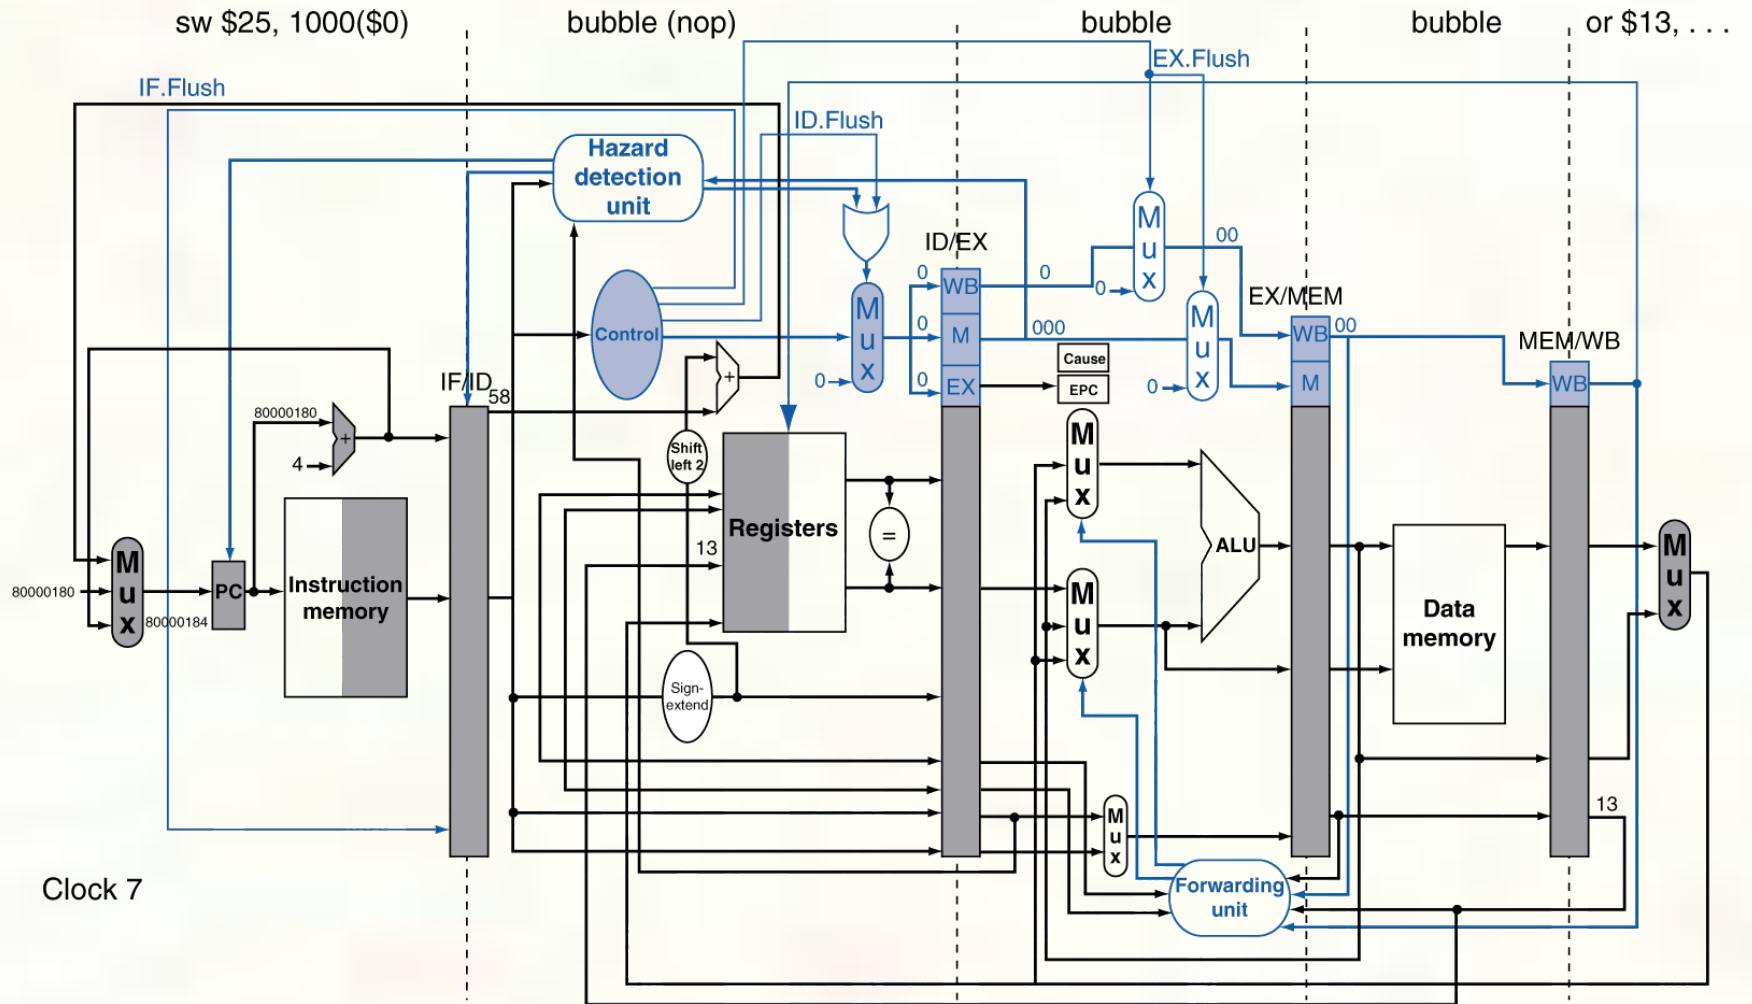 sw $25, 1000($0)
bubble (nop)
bubble
bubble
or $13, . . .
IF.Flush
EX.Flush
ID.Flush
Hazard
detection
unit
M
u
x
00
0
ID/EX
0
WB
0
Control
M
u
x
0
0
M
000
0
EX
M
u
x
0
EX/MEM
WB
00
M
MEM/WB
WB
Cause
EPC
IF/ID
58
80000180
4
+
+
Shift
left 2
M
u
x
ALU
Registers
=
13
80000180
M
u
x
80000184
PC
Instruction
memory
M
u
x
Data
memory
M
u
x
Sign-
extend
M
u
x
13
Forwarding
unit
Clock 7